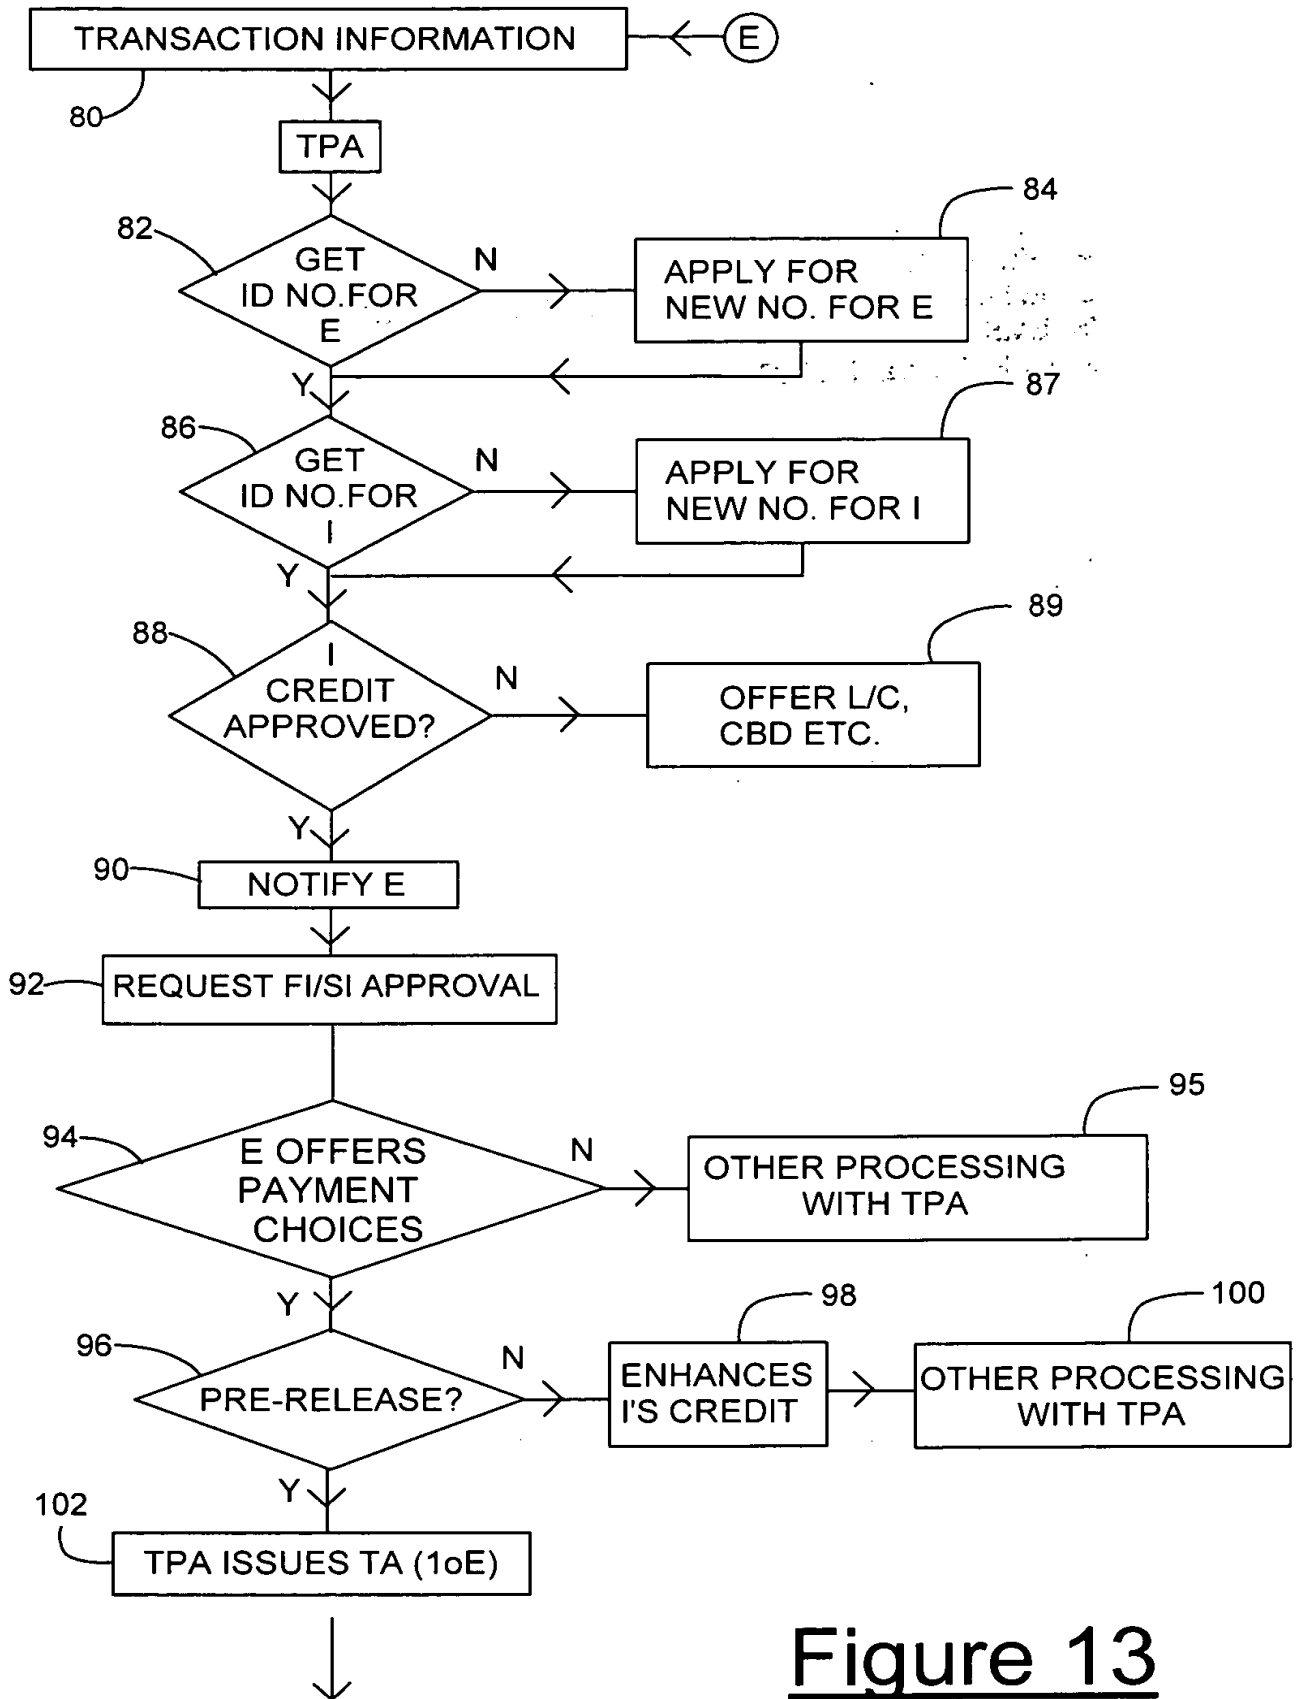 TRANSACTION INFORMATION
E
80
TPA
82
GET
ID NO.FOR
E
N
84
APPLY FOR
NEW NO. FOR E
Y
86
GET
ID NO.FOR
I
N
87
APPLY FOR
NEW NO. FOR I
Y
88
I
CREDIT
APPROVED?
N
89
OFFER L/C,
CBD ETC.
Y
90
NOTIFY E
92
REQUEST FI/SI APPROVAL
94
E OFFERS
PAYMENT
CHOICES
N
95
OTHER PROCESSING
WITH TPA
Y
96
PRE-RELEASE?
N
98
ENHANCES
I'S CREDIT
100
OTHER PROCESSING
WITH TPA
Y
102
TPA ISSUES TA (1oE)
Figure 13